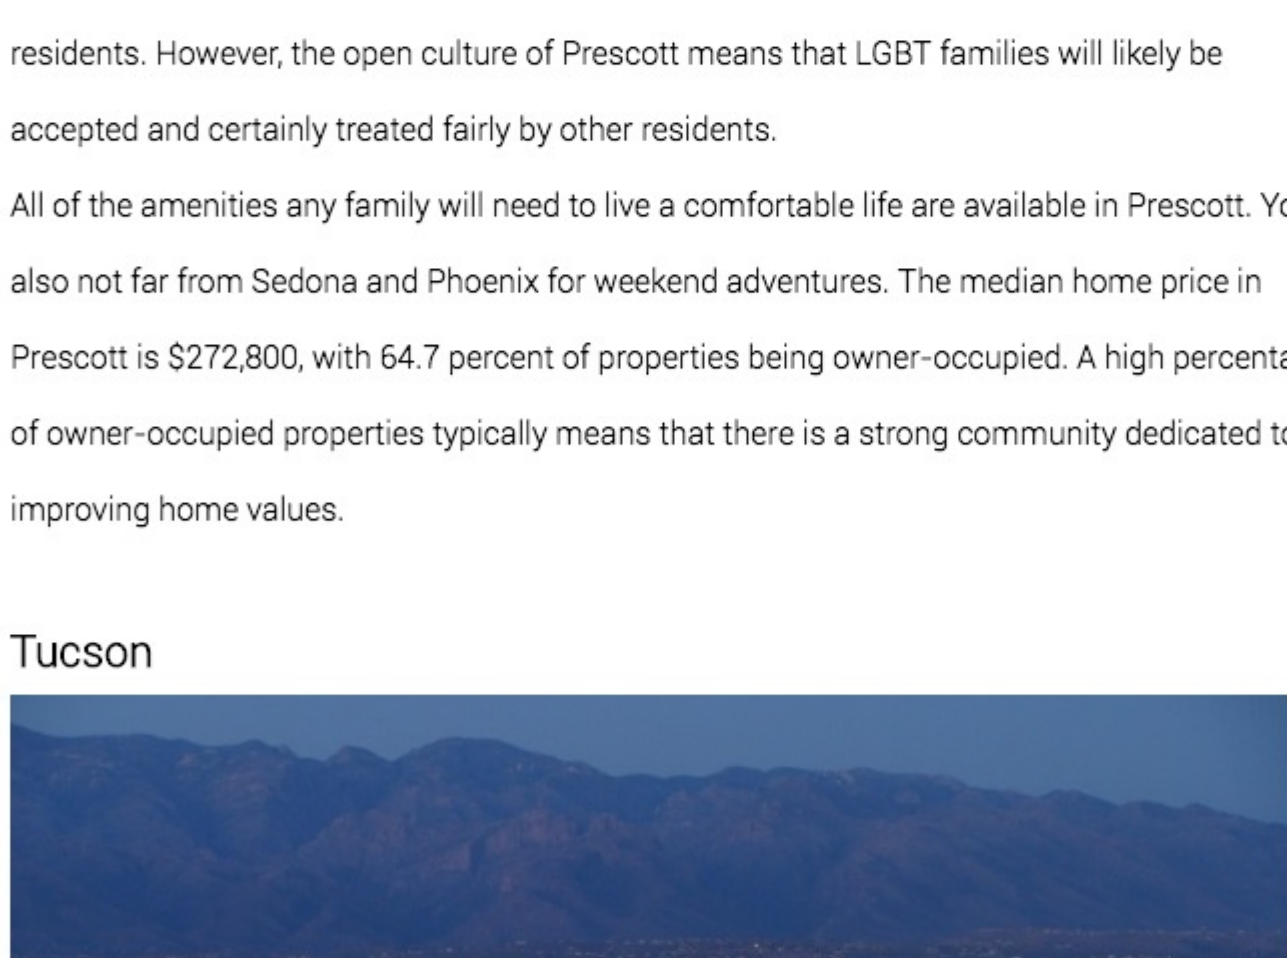 residents. However, the open culture of Prescott means that LGBT families will likely be
accepted and certainly treated fairly by other residents.
All of the amenities any family will need to live a comfortable life are available in Prescott.
also not far from Sedona and Phoenix for weekend adventures. The median home price in
Prescott is $272,800, with 64.7 percent of properties being owner-occupied. A high
of owner-occupied properties typically means that there is a strong community dedicated
improving home values.
Tucson